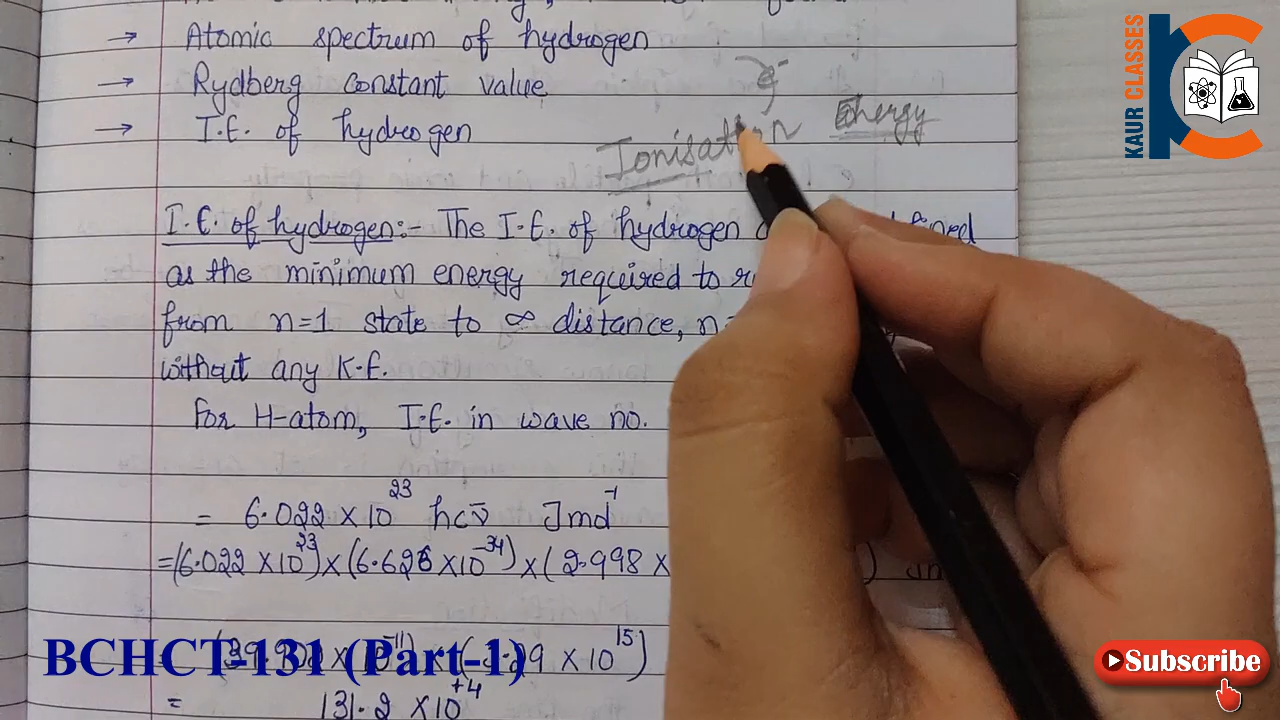 → Atomic spectrum of hydrogen
→ Rydberg constant value
→ I.E. of hydrogen
e⁻
Ionisation Energy
I.E. of hydrogen:- The I.E. of hydrogen
as the minimum energy required to
from n=1 state to ∞ distance, n=
without any K.E.
For H-atom, I.E. in wave no.
= 6.022 × 10²³ hcν̄ Jmol⁻¹
=(6.022 × 10²³) × (6.626 × 10⁻³⁴) × (2.998 ×
× 10¹⁵)
= 131.2 × 10⁺⁴
BCHCT-131 (Part-1)
KAUR CLASSES
Subscribe